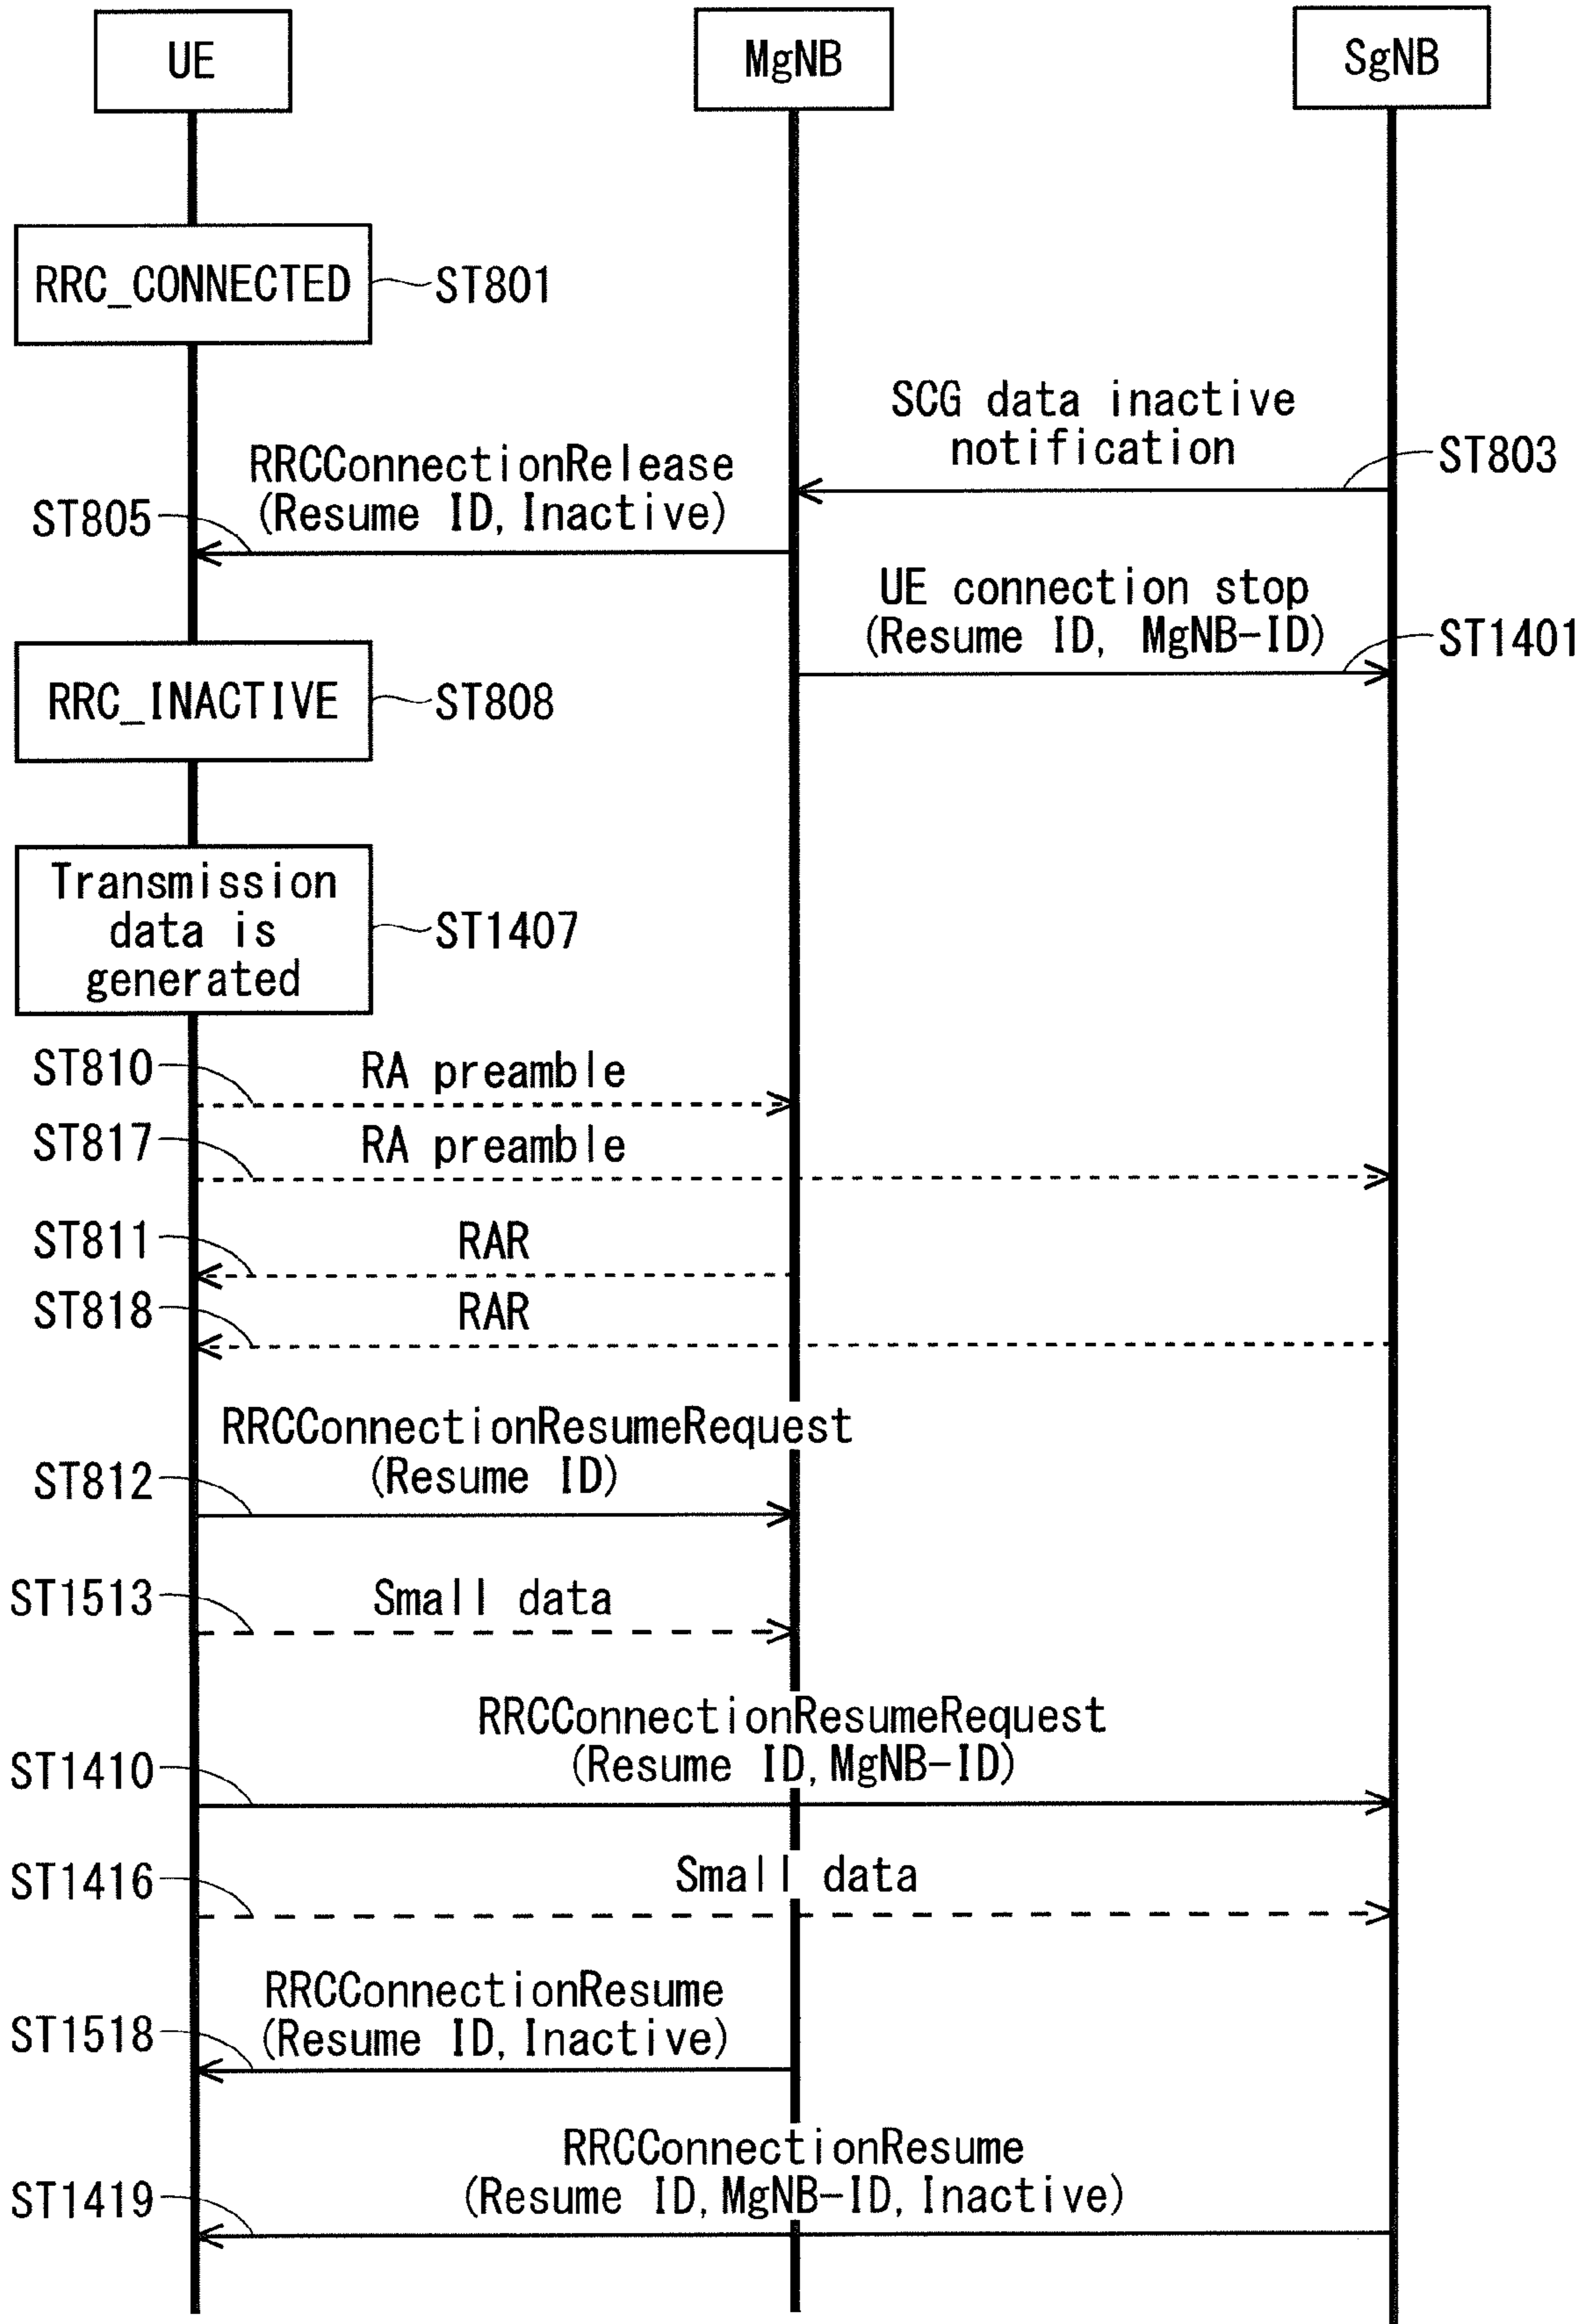 UE
MgNB
SgNB
RRC_CONNECTED
ST801
SCG data inactive
notification
ST803
RRCConnectionRelease
(Resume ID, Inactive)
ST805
UE connection stop
(Resume ID, MgNB-ID)
ST1401
RRC_INACTIVE
ST808
Transmission
data is
generated
ST1407
ST810
RA preamble
ST817
RA preamble
ST811
RAR
ST818
RAR
RRCConnectionResumeRequest
(Resume ID)
ST812
ST1513
Small data
RRCConnectionResumeRequest
(Resume ID, MgNB-ID)
ST1410
ST1416
Small data
RRCConnectionResume
(Resume ID, Inactive)
ST1518
RRCConnectionResume
(Resume ID, MgNB-ID, Inactive)
ST1419